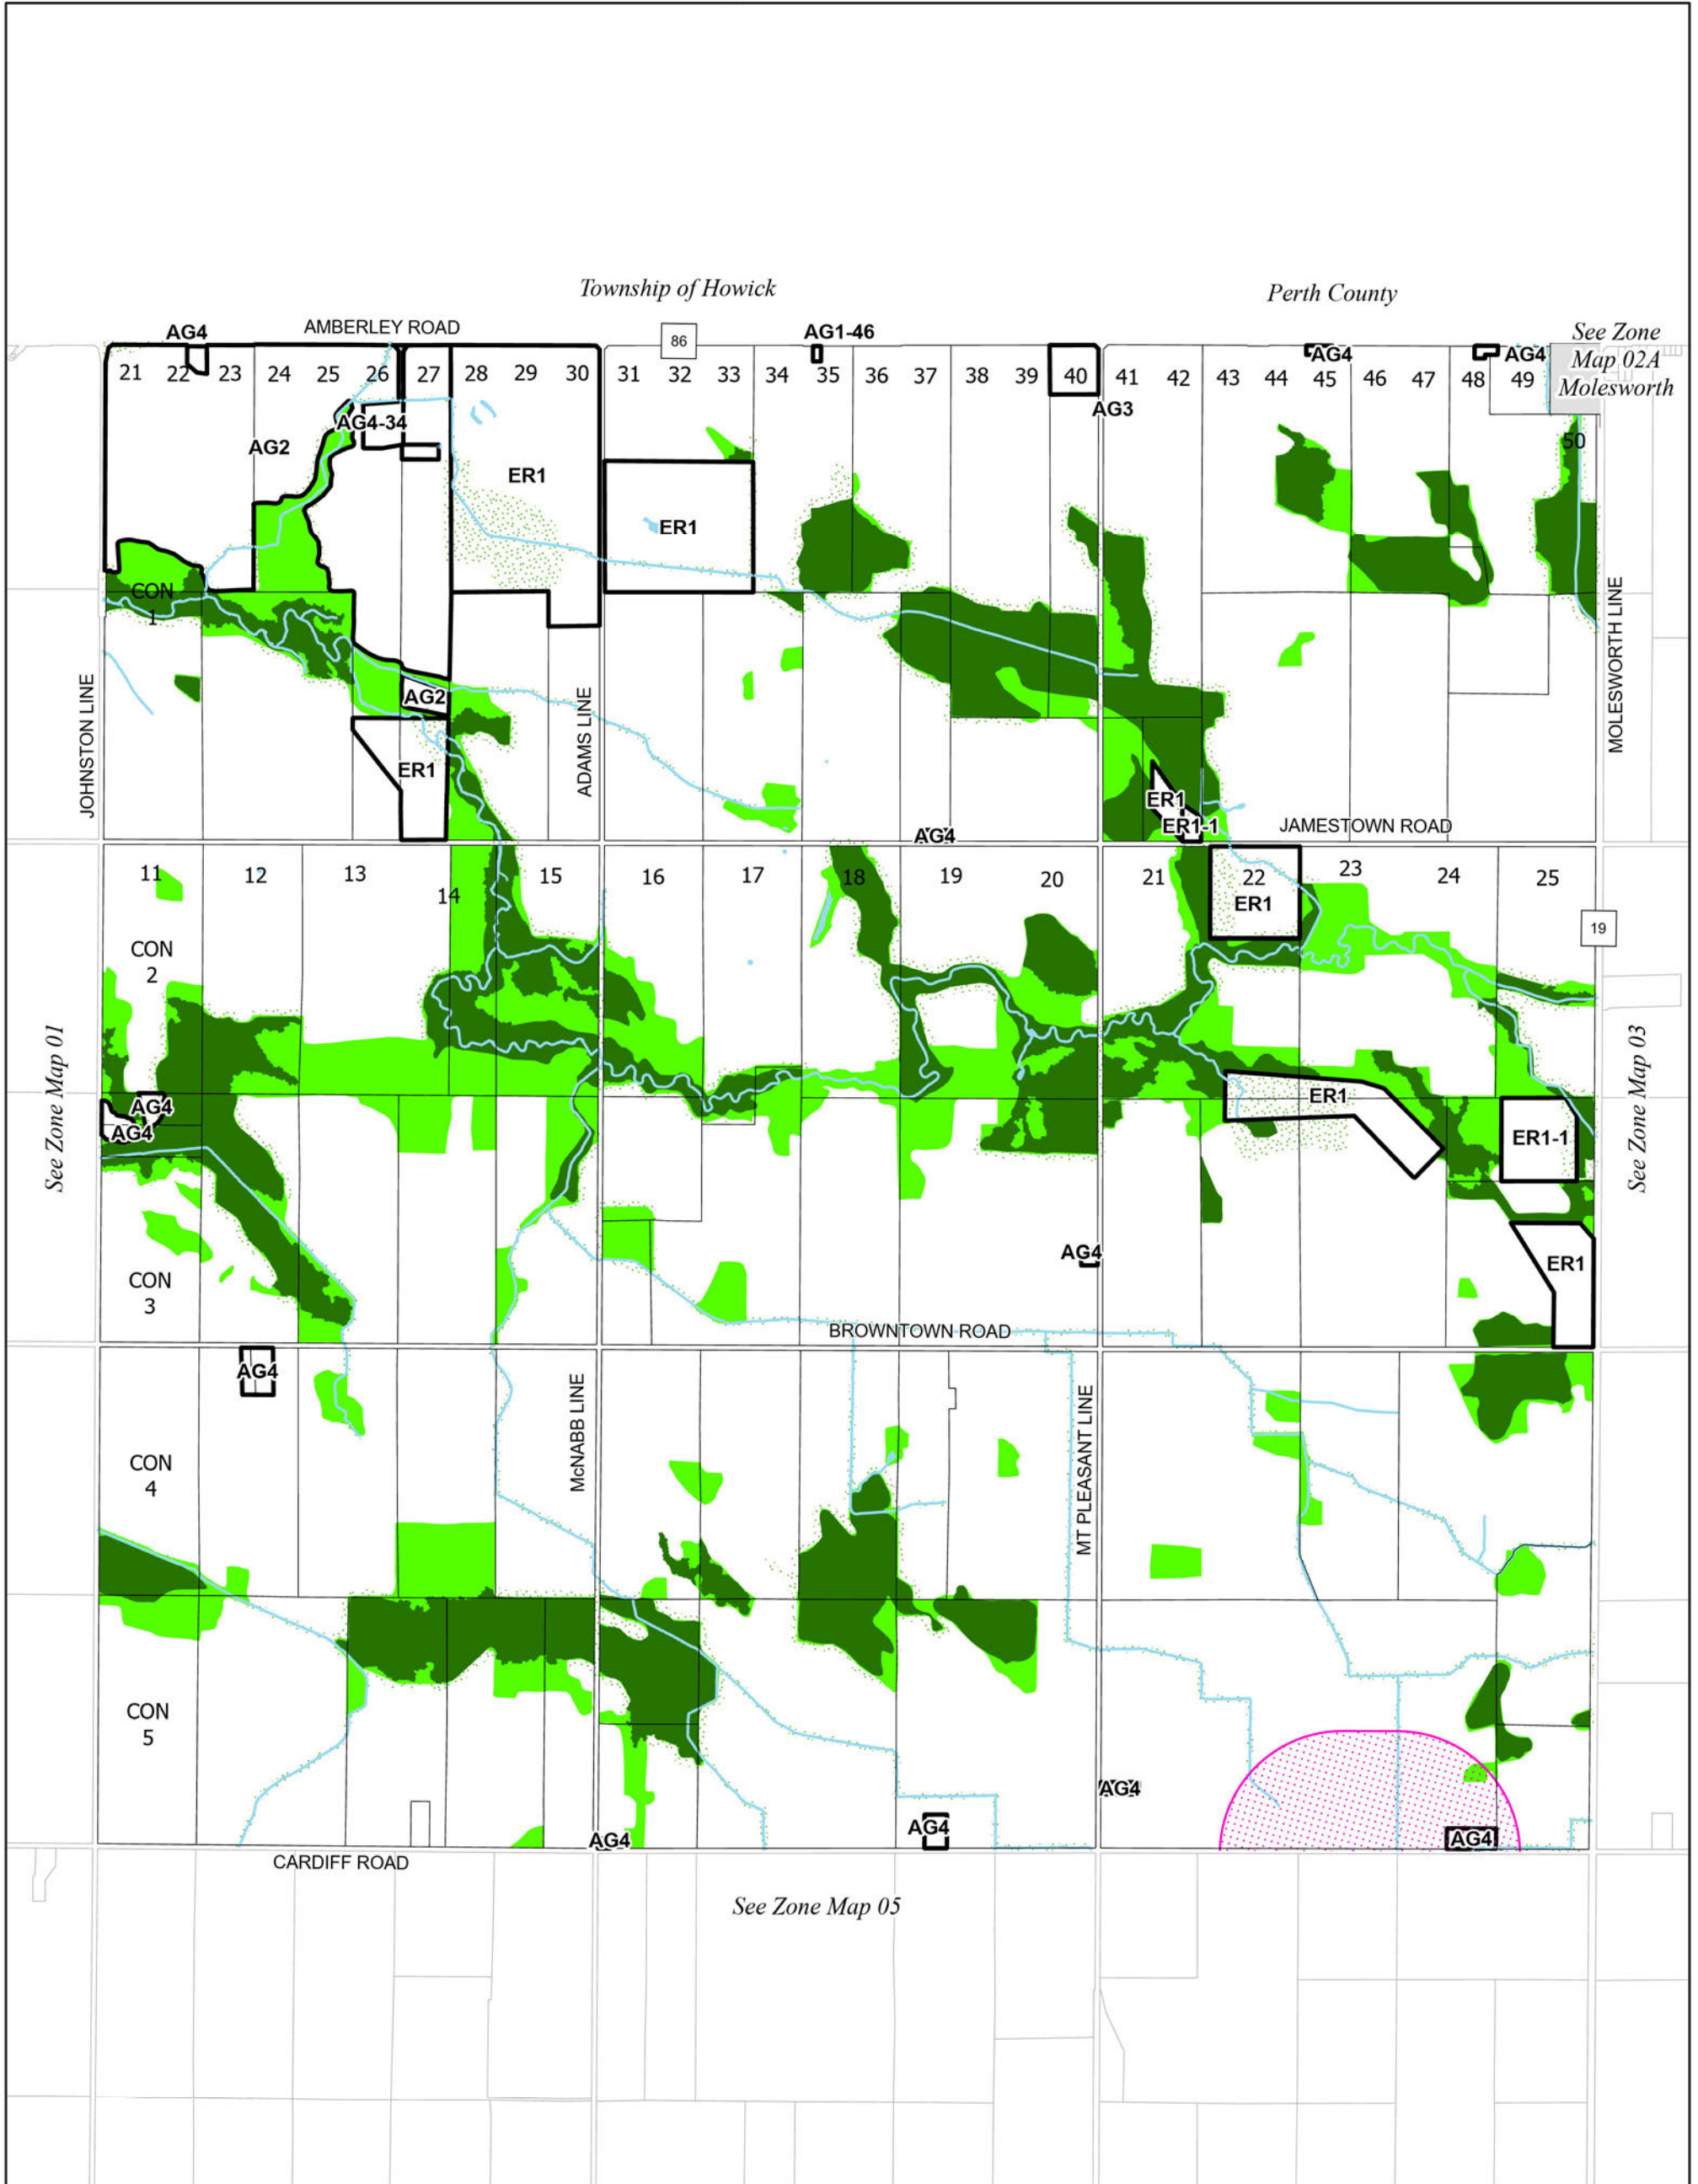 Township of Howick
Perth County
AG4
AMBERLEY ROAD
86
AG1-46
See Zone
Map 02A
Molesworth
AG4
AG4
21 22 23 24 25 26 27 28 29 30 31 32 33 34 35 36 37 38 39 40 41 42 43 44 45 46 47 48 49
AG3
AG4-34
AG2
50
ER1
ER1
CON
1
MOLESWORTH LINE
JOHNSTON LINE
ADAMS LINE
AG2
ER1
ER1
ER1-1
JAMESTOWN ROAD
AG4
11 12 13 14 15 16 17 18 19 20 21 22 23 24 25
ER1
19
CON
2
See Zone Map 01
See Zone Map 03
AG4
AG4
ER1
ER1-1
AG4
ER1
CON
3
BROWNTOWN ROAD
AG4
McNABB LINE
MT PLEASANT LINE
CON
4
CON
5
AG4
AG4
AG4
AG4
CARDIFF ROAD
See Zone Map 05